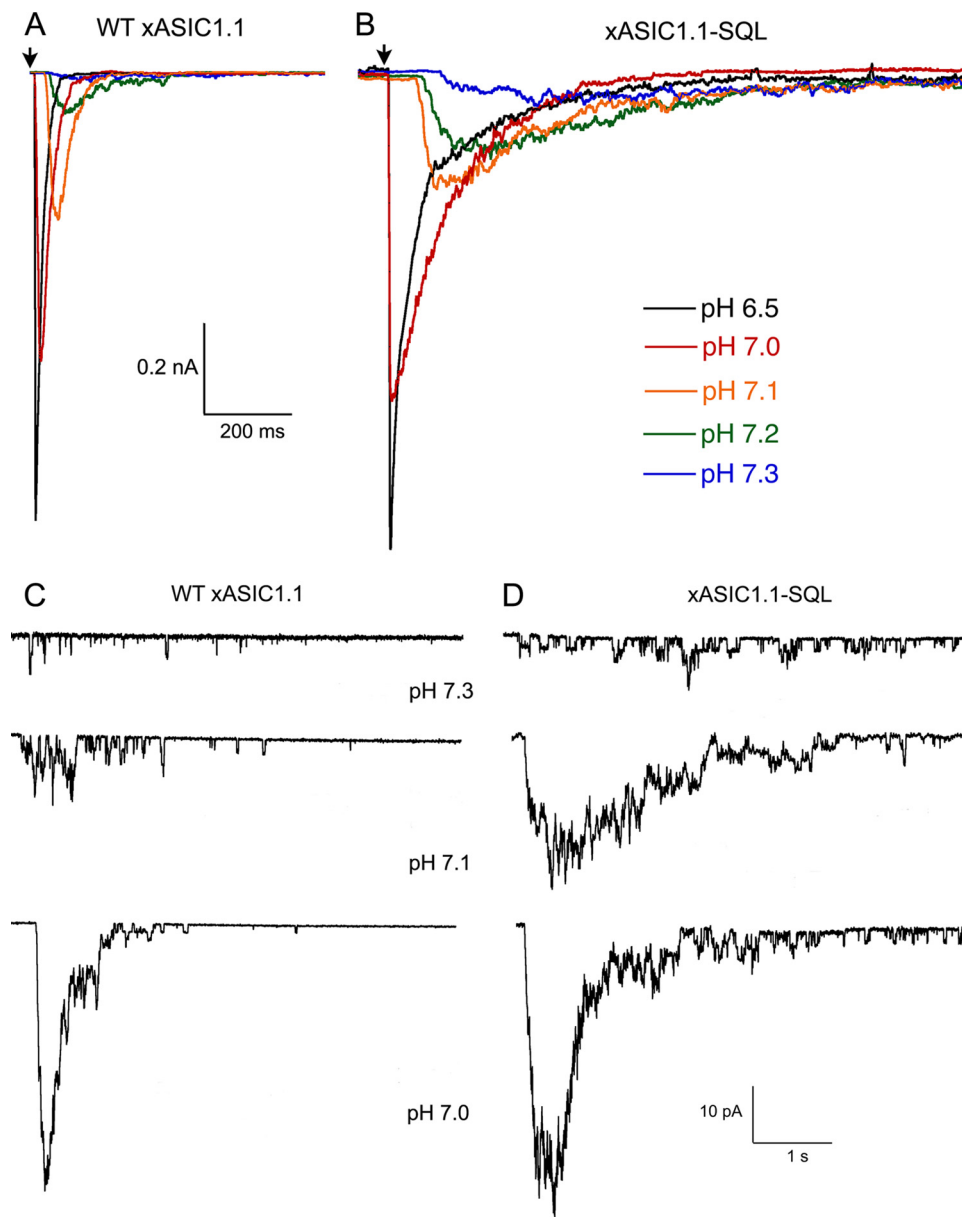 A
WT xASIC1.1
B
xASIC1.1-SQL
0.2 nA
200 ms
pH 6.5
pH 7.0
pH 7.1
pH 7.2
pH 7.3
C
WT xASIC1.1
D
xASIC1.1-SQL
pH 7.3
pH 7.1
pH 7.0
10 pA
1 s